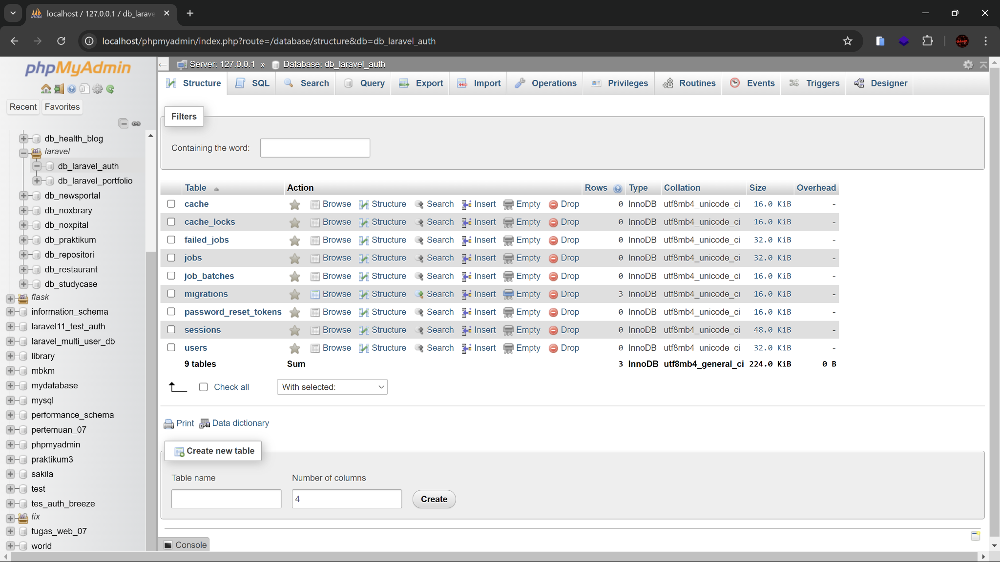 localhost / 127.0.0.1 / db_larave
localhost/phpmyadmin/index.php?route=/database/structure&db=db_laravel_auth
phpMyAdmin
Recent Favorites
db_health_blog
laravel
db_laravel_auth
db_laravel_portfolio
db_newsportal
db_noxbrary
db_noxpital
db_praktikum
db_repositori
db_restaurant
db_studycase
flask
information_schema
laravel11_test_auth
laravel_multi_user_db
library
mbkm
mydatabase
mysql
performance_schema
pertemuan_07
phpmyadmin
praktikum3
sakila
test
tes_auth_breeze
tix
tugas_web_07
world
Server: 127.0.0.1 » Database: db_laravel_auth
Structure SQL Search Query Export Import Operations Privileges Routines Events Triggers Designer
Filters
Containing the word:
Table Action Rows Type Collation Size Overhead
cache Browse Structure Search Insert Empty Drop 0 InnoDB utf8mb4_unicode_ci 16.0 KiB -
cache_locks Browse Structure Search Insert Empty Drop 0 InnoDB utf8mb4_unicode_ci 16.0 KiB -
failed_jobs Browse Structure Search Insert Empty Drop 0 InnoDB utf8mb4_unicode_ci 32.0 KiB -
jobs Browse Structure Search Insert Empty Drop 0 InnoDB utf8mb4_unicode_ci 32.0 KiB -
job_batches Browse Structure Search Insert Empty Drop 0 InnoDB utf8mb4_unicode_ci 16.0 KiB -
migrations Browse Structure Search Insert Empty Drop 3 InnoDB utf8mb4_unicode_ci 16.0 KiB -
password_reset_tokens Browse Structure Search Insert Empty Drop 0 InnoDB utf8mb4_unicode_ci 16.0 KiB -
sessions Browse Structure Search Insert Empty Drop 0 InnoDB utf8mb4_unicode_ci 48.0 KiB -
users Browse Structure Search Insert Empty Drop 0 InnoDB utf8mb4_unicode_ci 32.0 KiB -
9 tables Sum 3 InnoDB utf8mb4_general_ci 224.0 KiB 0 B
Check all With selected:
Print Data dictionary
Create new table
Table name Number of columns
4 Create
Console